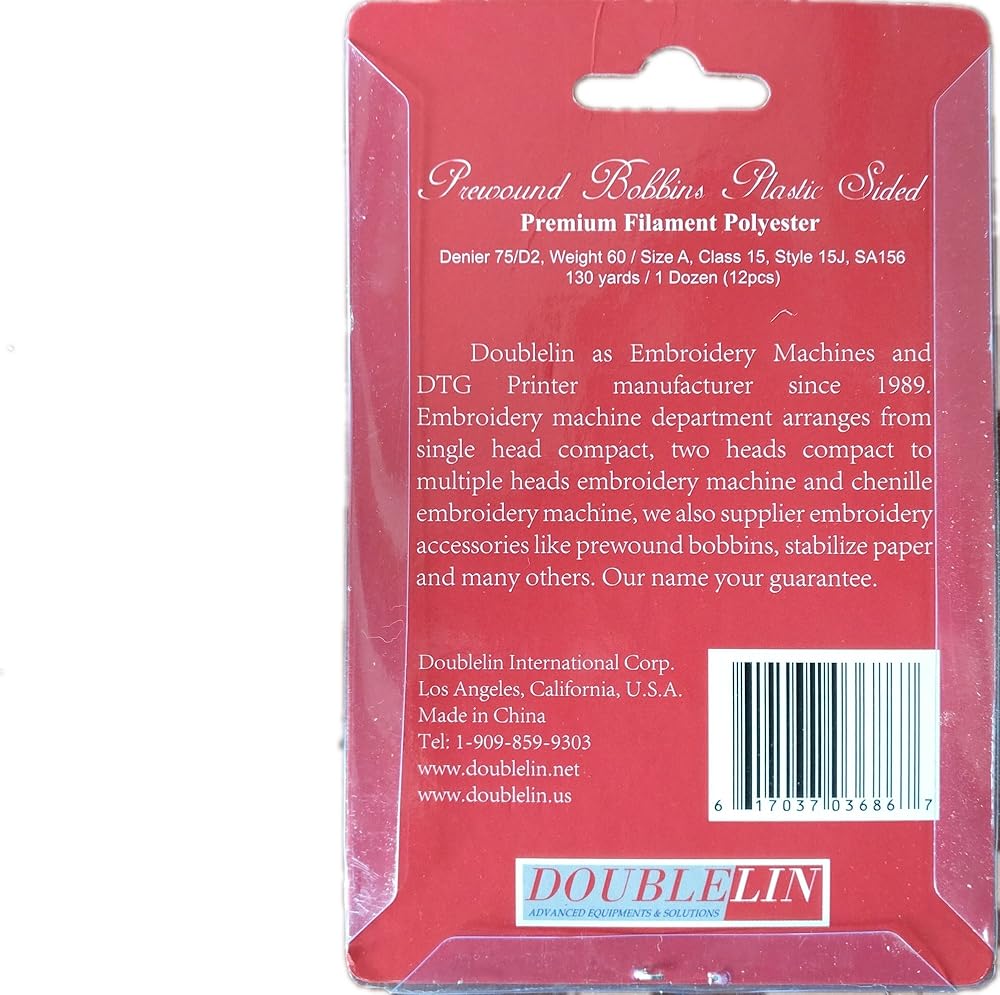 Prewound Bobbins Plastic Sided
Premium Filament Polyester
Denier 75/D2, Weight 60 / Size A, Class 15, Style 15J, SA156
130 yards / 1 Dozen (12pcs)
Doublelin as Embroidery Machines and
DTG Printer manufacturer since 1989.
Embroidery machine department arranges from
single head compact, two heads compact to
multiple heads embroidery machine and chenille
embroidery machine, we also supplier embroidery
accessories like prewound bobbins, stabilize paper
and many others. Our name your guarantee.
Doublelin International Corp.
Los Angeles, California, U.S.A.
Made in China
Tel: 1-909-859-9303
www.doublelin.net
www.doublelin.us
6 17037 03686 7
DOUBLELIN
ADVANCED EQUIPMENTS & SOLUTIONS